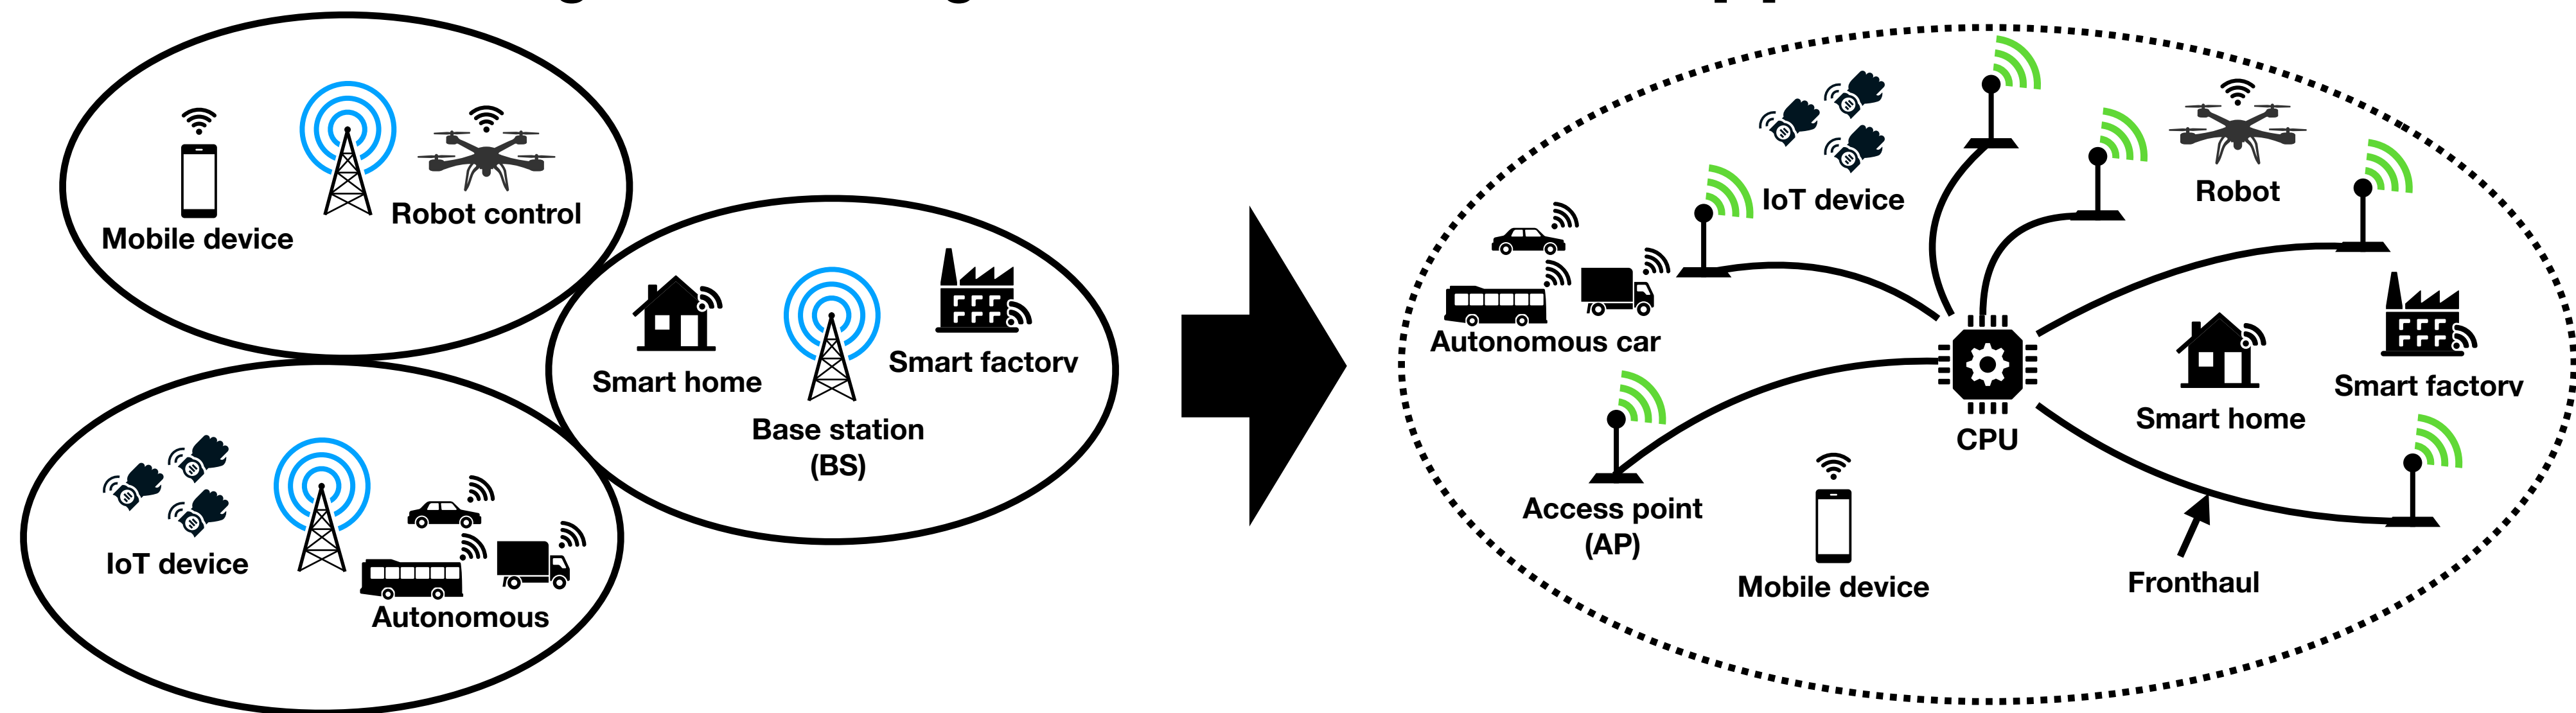 Mobile device
Robot control
Smart home
Smart factory
Base station
(BS)
IoT device
Autonomous
IoT device
Robot
Autonomous car
Smart home
Smart factory
CPU
Access point
(AP)
Mobile device
Fronthaul